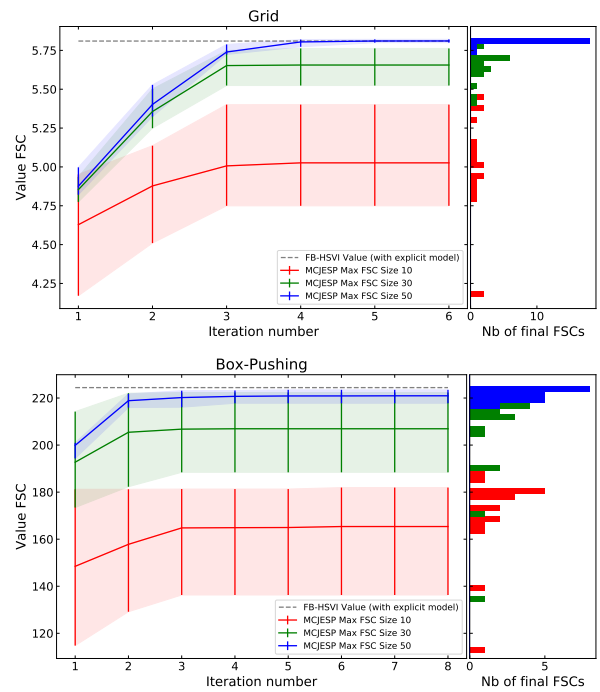 Grid
5.75
5.50
5.25
5.00
4.75
4.50
4.25
Value FSC
FB-HSVI Value (with explicit model)
MCJESP Max FSC Size 10
MCJESP Max FSC Size 30
MCJESP Max FSC Size 50
1 2 3 4 5 6
Iteration number
0 10
Nb of final FSCs
Box-Pushing
220
200
180
160
140
120
Value FSC
FB-HSVI Value (with explicit model)
MCJESP Max FSC Size 10
MCJESP Max FSC Size 30
MCJESP Max FSC Size 50
1 2 3 4 5 6 7 8
Iteration number
0 5
Nb of final FSCs